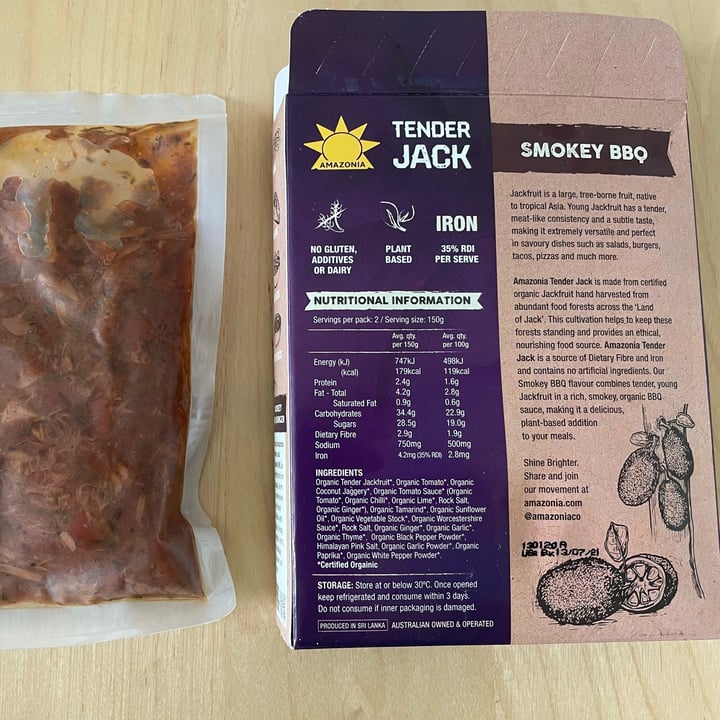 AMAZONIA
TENDER
JACK
NO GLUTEN,
ADDITIVES
OR DAIRY
PLANT
BASED
IRON
35% RDI
PER SERVE
NUTRITIONAL INFORMATION
Servings per pack: 2 / Serving size: 150g
Avg. qty. per 150g Avg. qty. per 100g
Energy (kJ) 747kJ 498kJ
(kcal) 179kcal 119kcal
Protein 2.4g 1.6g
Fat - Total 4.2g 2.8g
Saturated Fat 0.9g 0.6g
Carbohydrates 34.4g 22.9g
Sugars 28.5g 19.0g
Dietary Fibre 2.9g 1.9g
Sodium 750mg 500mg
Iron 4.2mg (35% RDI) 2.8mg
INGREDIENTS
Organic Tender Jackfruit*, Organic Tomato*, Organic
Coconut Jaggery*, Organic Tomato Sauce* (Organic
Tomato*, Organic Chilli*, Organic Lime*, Rock Salt,
Organic Ginger*), Organic Tamarind*, Organic Sunflower
Oil*, Organic Vegetable Stock*, Organic Worcestershire
Sauce*, Rock Salt, Organic Ginger*, Organic Garlic*,
Organic Thyme*, Organic Black Pepper Powder*,
Himalayan Pink Salt, Organic Garlic Powder*, Organic
Paprika*, Organic White Pepper Powder*.
*Certified Orgainic
STORAGE: Store at or below 30°C. Once opened
keep refrigerated and consume within 3 days.
Do not consume if inner packaging is damaged.
PRODUCED IN SRI LANKA AUSTRALIAN OWNED & OPERATED
SMOKEY BBQ
Jackfruit is a large, tree-borne fruit, native
to tropical Asia. Young Jackfruit has a tender,
meat-like consistency and a subtle taste,
making it extremely versatile and perfect
in savoury dishes such as salads, burgers,
tacos, pizzas and much more.
Amazonia Tender Jack is made from certified
organic Jackfruit hand harvested from
abundant food forests across the 'Land
of Jack'. This cultivation helps to keep these
forests standing and provides an ethical,
nourishing food source. Amazonia Tender
Jack is a source of Dietary Fibre and Iron
and contains no artificial ingredients. Our
Smokey BBQ flavour combines tender, young
Jackfruit in a rich, smokey, organic BBQ
sauce, making it a delicious,
plant-based addition
to your meals.
Shine Brighter.
Share and join
our movement at
amazonia.com
@amazoniaco
130120 A
USE BY 13/07/21